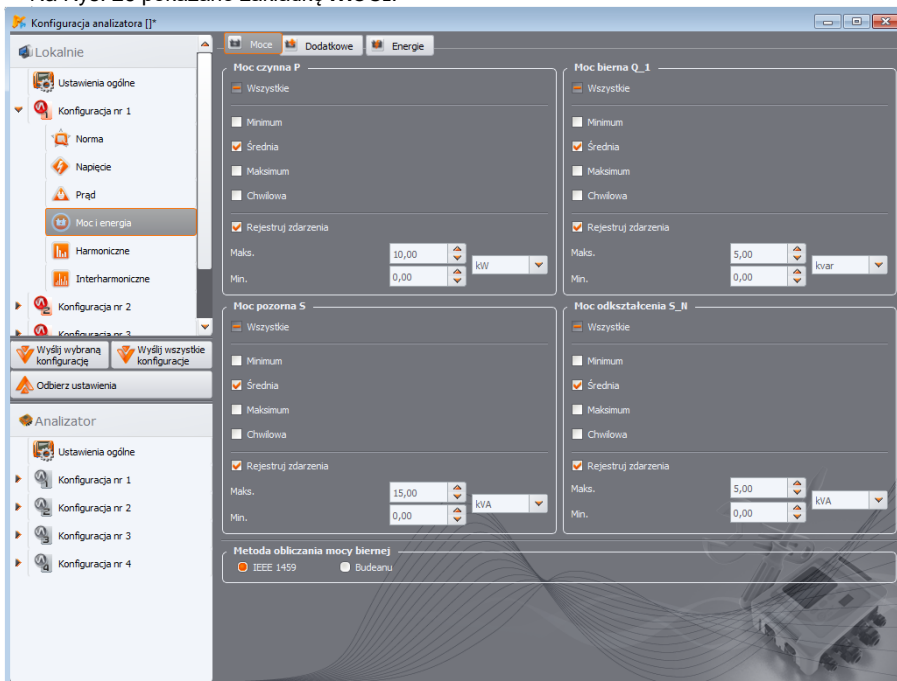 Konfiguracja analizatora []*
Lokalnie
Ustawienia ogólne
Konfiguracja nr 1
Norma
Napięcie
Prąd
Moc i energia
Harmoniczne
Interharmoniczne
Konfiguracja nr 2
Konfiguracja nr 3
Wyślij wybraną konfigurację
Wyślij wszystkie konfiguracje
Odbierz ustawienia
Analizator
Ustawienia ogólne
Konfiguracja nr 1
Konfiguracja nr 2
Konfiguracja nr 3
Konfiguracja nr 4
Moce
Dodatkowe
Energie
Moc czynna P
Wszystkie
Minimum
Średnia
Maksimum
Chwilowa
Rejestruj zdarzenia
Maks. 10,00
kW
Min. 0,00
Moc bierna Q_1
Wszystkie
Minimum
Średnia
Maksimum
Chwilowa
Rejestruj zdarzenia
Maks. 5,00
kvar
Min. 0,00
Moc pozorna S
Wszystkie
Minimum
Średnia
Maksimum
Chwilowa
Rejestruj zdarzenia
Maks. 15,00
kVA
Min. 0,00
Moc odkształcenia S_N
Wszystkie
Minimum
Średnia
Maksimum
Chwilowa
Rejestruj zdarzenia
Maks. 5,00
kVA
Min. 0,00
Metoda obliczania mocy biernej
IEEE 1459
Budeanu